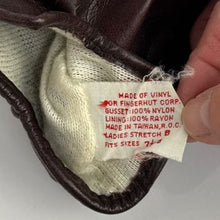 MADE OF VINYL
FOR FINGERHUT CORP.
GUSSET: 100% NYLON
LINING: 100% RAYON
MADE IN TAIWAN, R.O.C.
LADIES STRETCH B
FITS SIZES